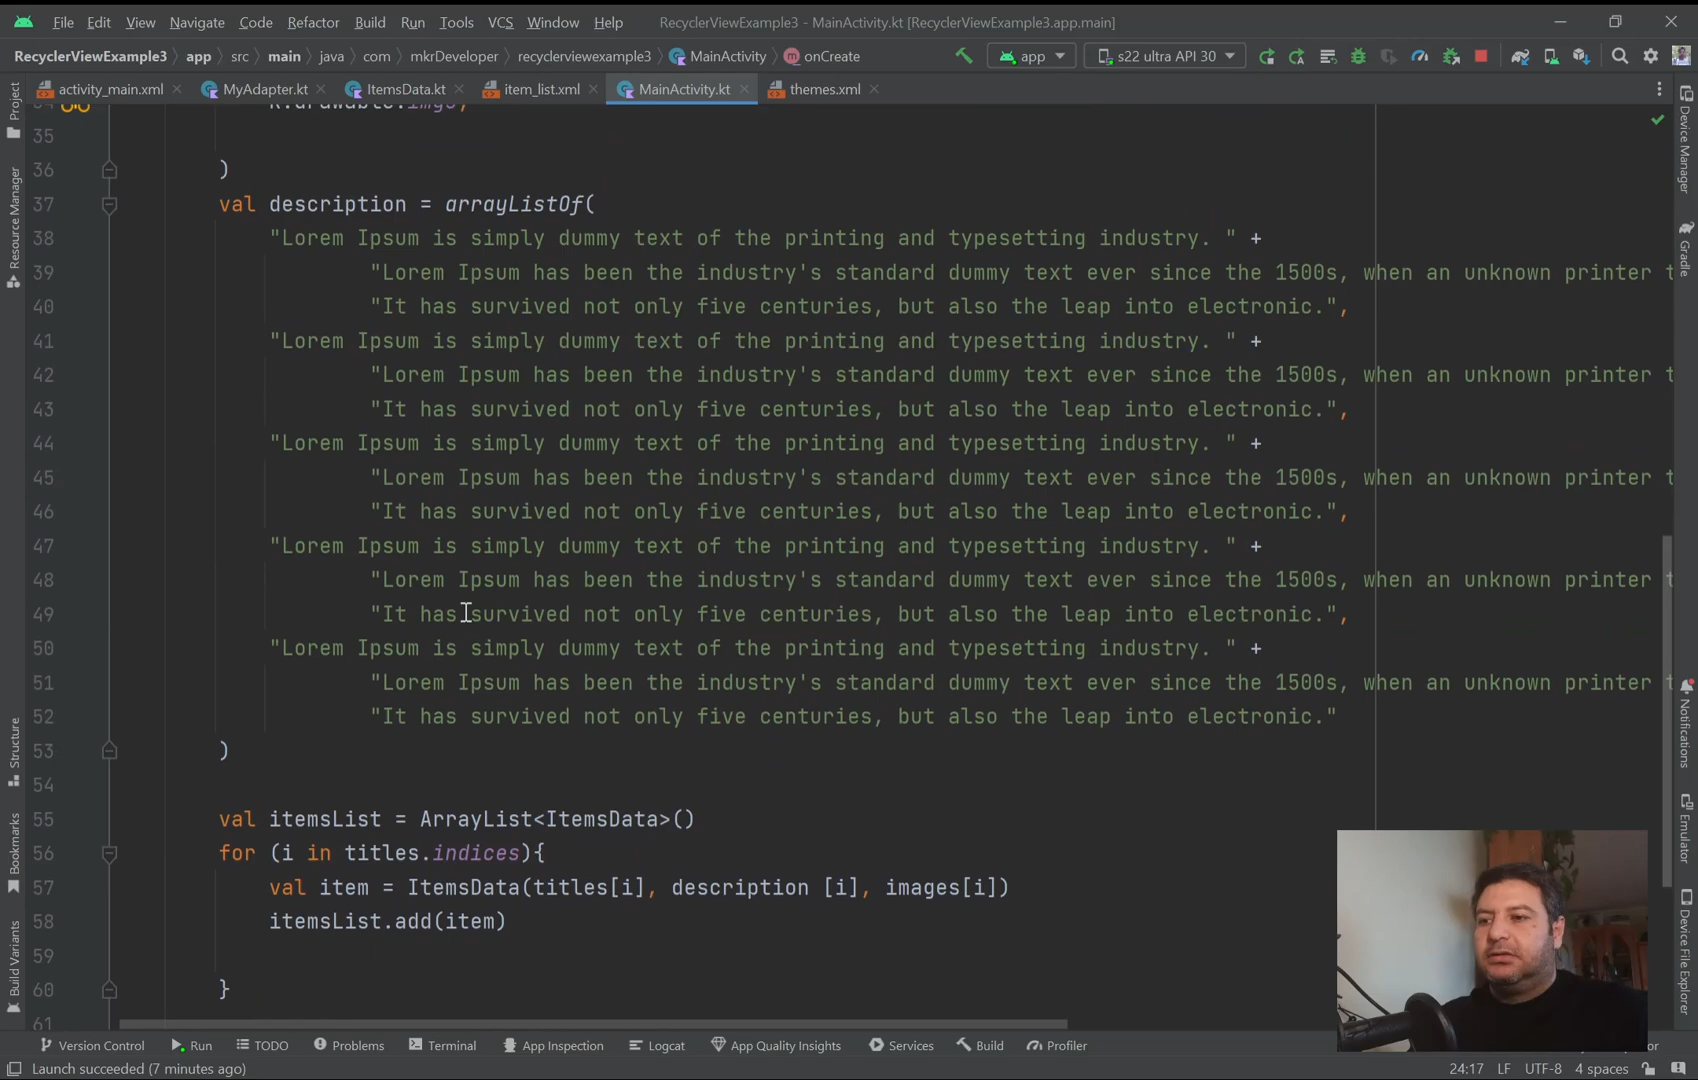 File Edit View Navigate Code Refactor Build Run Tools VCS Window Help RecyclerViewExample3 - MainActivity.kt [RecyclerViewExample3.app.main]
RecyclerViewExample3 app src main java com mkrDeveloper recyclerviewexample3 MainActivity onCreate app s22 ultra API 30
activity_main.xml MyAdapter.kt ItemsData.kt item_list.xml MainActivity.kt themes.xml
35
36 )
37 val description = arrayListOf(
38 "Lorem Ipsum is simply dummy text of the printing and typesetting industry. " +
39 "Lorem Ipsum has been the industry's standard dummy text ever since the 1500s, when an unknown printer t
40 "It has survived not only five centuries, but also the leap into electronic.",
41 "Lorem Ipsum is simply dummy text of the printing and typesetting industry. " +
42 "Lorem Ipsum has been the industry's standard dummy text ever since the 1500s, when an unknown printer t
43 "It has survived not only five centuries, but also the leap into electronic.",
44 "Lorem Ipsum is simply dummy text of the printing and typesetting industry. " +
45 "Lorem Ipsum has been the industry's standard dummy text ever since the 1500s, when an unknown printer t
46 "It has survived not only five centuries, but also the leap into electronic.",
47 "Lorem Ipsum is simply dummy text of the printing and typesetting industry. " +
48 "Lorem Ipsum has been the industry's standard dummy text ever since the 1500s, when an unknown printer t
49 "It has survived not only five centuries, but also the leap into electronic.",
50 "Lorem Ipsum is simply dummy text of the printing and typesetting industry. " +
51 "Lorem Ipsum has been the industry's standard dummy text ever since the 1500s, when an unknown printer t
52 "It has survived not only five centuries, but also the leap into electronic."
53 )
54
55 val itemsList = ArrayList<ItemsData>()
56 for (i in titles.indices){
57 val item = ItemsData(titles[i], description [i], images[i])
58 itemsList.add(item)
59
60 }
61
Project
Resource Manager
Structure
Bookmarks
Build Variants
Device Manager
Gradle
Notifications
Emulator
Device File Explorer
Version Control Run TODO Problems Terminal App Inspection Logcat App Quality Insights Services Build Profiler
Launch succeeded (7 minutes ago) 24:17 LF UTF-8 4 spaces